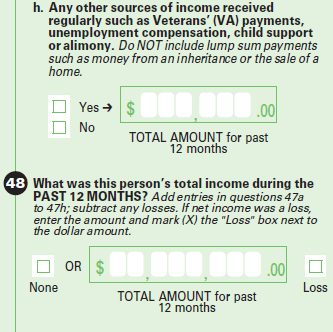 h. Any other sources of income received
regularly such as Veterans' (VA) payments,
unemployment compensation, child support
or alimony. Do NOT include lump sum payments
such as money from an inheritance or the sale of a
home.
Yes → $ , .00
No
TOTAL AMOUNT for past
12 months
48 What was this person's total income during the
PAST 12 MONTHS? Add entries in questions 47a
to 47h; subtract any losses. If net income was a loss,
enter the amount and mark (X) the "Loss" box next to
the dollar amount.
OR $ , , .00
None
Loss
TOTAL AMOUNT for past
12 months